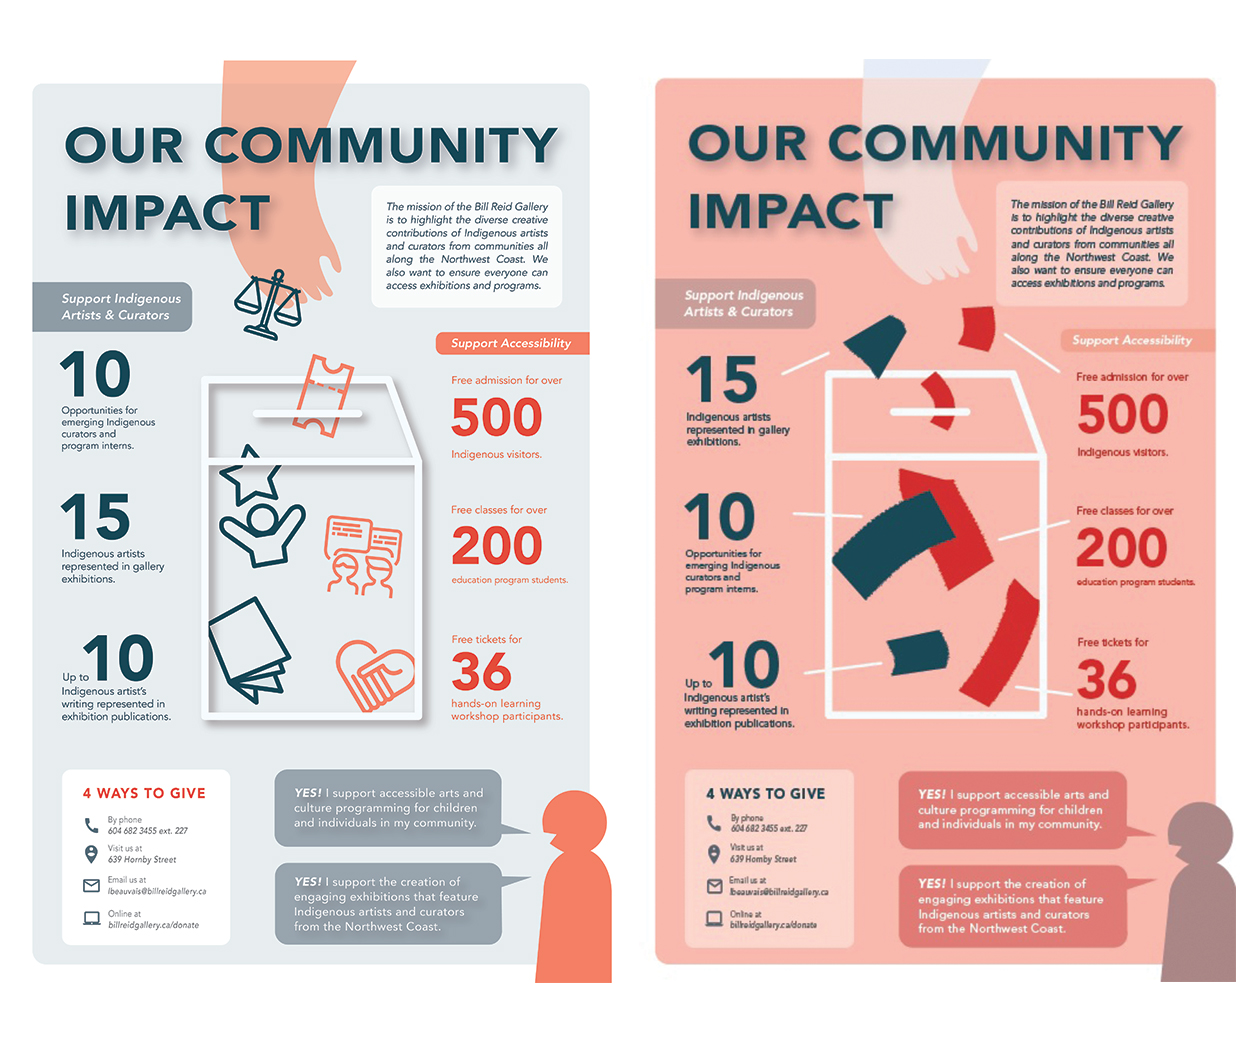 OUR COMMUNITY
IMPACT
The mission of the Bill Reid Gallery
is to highlight the diverse creative
contributions of Indigenous artists
and curators from communities all
along the Northwest Coast. We
also want to ensure everyone can
access exhibitions and programs.
Support Indigenous
Artists & Curators
10
Opportunities for
emerging Indigenous
curators and
program interns.
15
Indigenous artists
represented in gallery
exhibitions.
Up to 10
Indigenous artist's
writing represented in
exhibition publications.
Support Accessibility
Free admission for over
500
Indigenous visitors.
Free classes for over
200
education program students.
Free tickets for
36
hands-on learning
workshop participants.
4 WAYS TO GIVE
By phone
604 682 3455 ext. 227
Visit us at
639 Hornby Street
Email us at
lbeauvais@billreidgallery.ca
Online at
billreidgallery.ca/donate
YES! I support accessible arts and
culture programming for children
and individuals in my community.
YES! I support the creation of
engaging exhibitions that feature
Indigenous artists and curators
from the Northwest Coast.
OUR COMMUNITY
IMPACT
The mission of the Bill Reid Gallery
is to highlight the diverse creative
contributions of Indigenous artists
and curators from communities all
along the Northwest Coast. We
also want to ensure everyone can
access exhibitions and programs.
Support Indigenous
Artists & Curators
15
Indigenous artists
represented in gallery
exhibitions.
10
Opportunities for
emerging Indigenous
curators and
program interns.
Up to 10
Indigenous artist's
writing represented in
exhibition publications.
Support Accessibility
Free admission for over
500
Indigenous visitors.
Free classes for over
200
education program students.
Free tickets for
36
hands-on learning
workshop participants.
4 WAYS TO GIVE
By phone
604 682 3455 ext. 227
Visit us at
639 Hornby Street
Email us at
lbeauvais@billreidgallery.ca
Online at
billreidgallery.ca/donate
YES! I support accessible arts and
culture programming for children
and individuals in my community.
YES! I support the creation of
engaging exhibitions that feature
Indigenous artists and curators
from the Northwest Coast.